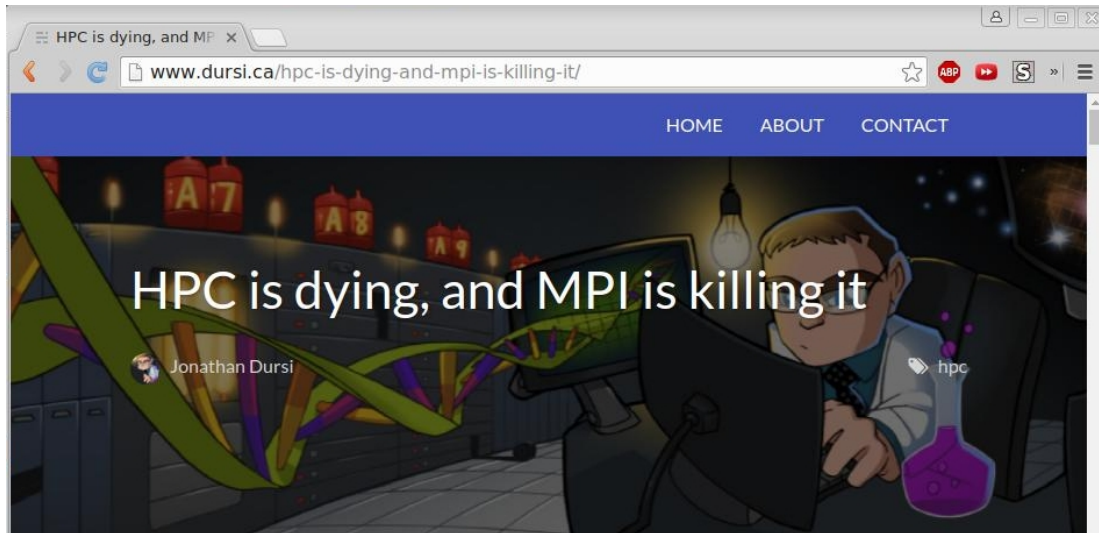 HPC is dying, and MP
www.dursi.ca/hpc-is-dying-and-mpi-is-killing-it/
ABP
S
HOME ABOUT CONTACT
A7
A8
A9
HPC is dying, and MPI is killing it
Jonathan Dursi
hpc